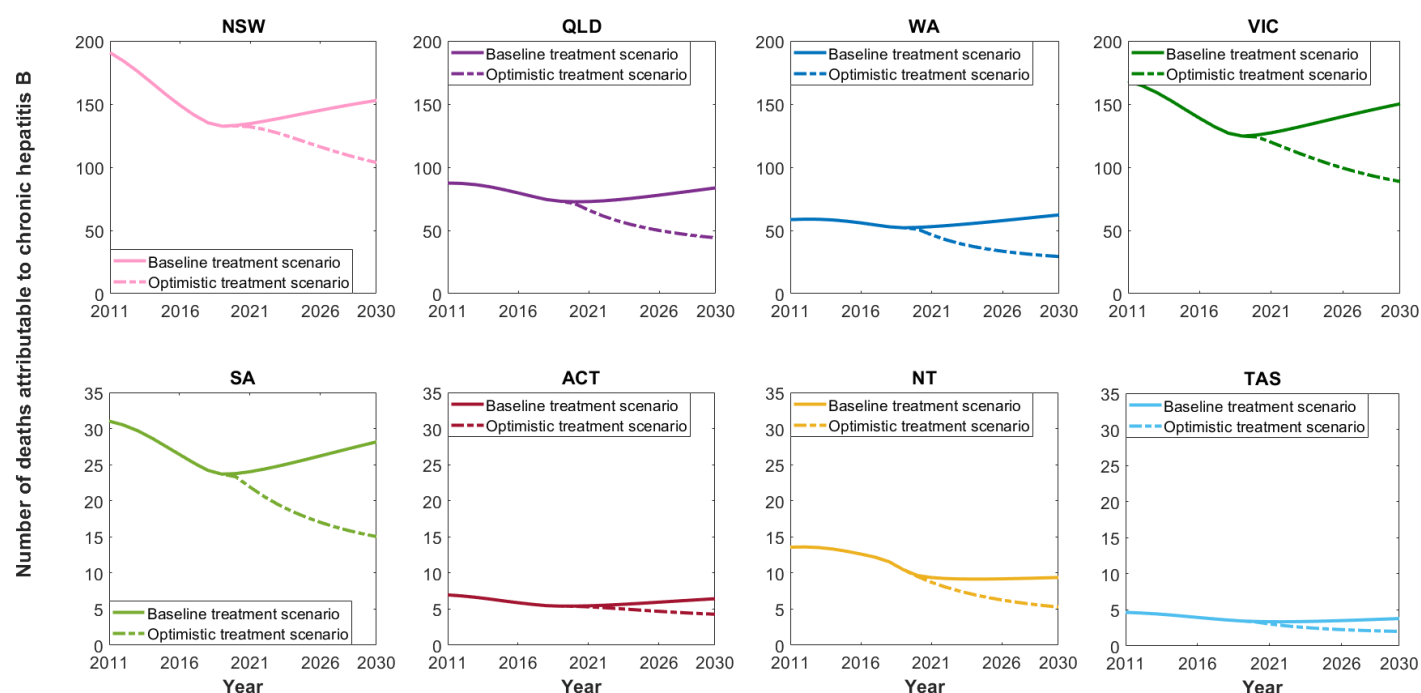 Number of deaths attributable to chronic hepatitis B
NSW
200
150
100
50
0
2011 2016 2021 2026 2030
Baseline treatment scenario
Optimistic treatment scenario
QLD
200
150
100
50
0
2011 2016 2021 2026 2030
Baseline treatment scenario
Optimistic treatment scenario
WA
200
150
100
50
0
2011 2016 2021 2026 2030
Baseline treatment scenario
Optimistic treatment scenario
VIC
200
150
100
50
0
2011 2016 2021 2026 2030
Baseline treatment scenario
Optimistic treatment scenario
SA
35
30
25
20
15
10
5
0
2011 2016 2021 2026 2030
Year
Baseline treatment scenario
Optimistic treatment scenario
ACT
35
30
25
20
15
10
5
0
2011 2016 2021 2026 2030
Year
Baseline treatment scenario
Optimistic treatment scenario
NT
35
30
25
20
15
10
5
0
2011 2016 2021 2026 2030
Year
Baseline treatment scenario
Optimistic treatment scenario
TAS
35
30
25
20
15
10
5
0
2011 2016 2021 2026 2030
Year
Baseline treatment scenario
Optimistic treatment scenario